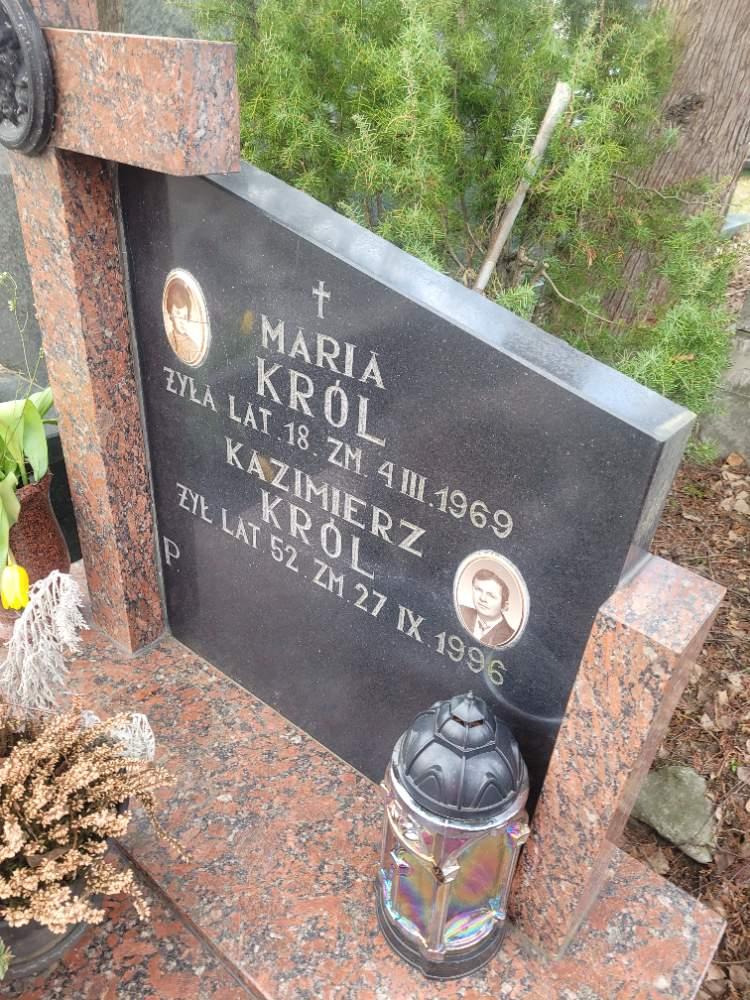 MARIA
KRÓL
ŻYŁA LAT.18. ZM 4 III.1969
KAZIMIERZ
KRÓL
ŻYŁ LAT 52. ZM.27 IX.1996
P